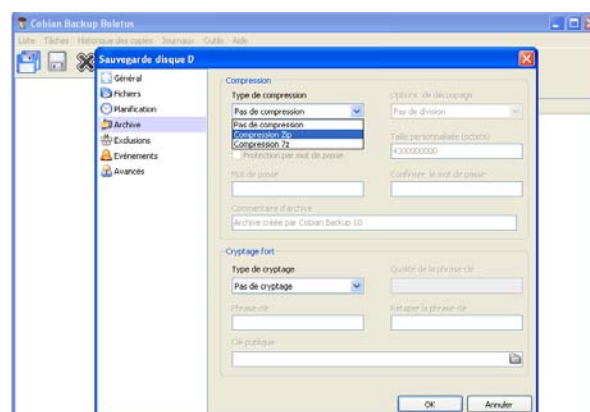 Cobian Backup Boletus
Liste Tâches Historique des copies Journaux Outils Aide
Sauvegarde disque D
Général
Fichiers
Planification
Archive
Exclusions
Evénements
Avancés
Compression
Type de compression
Options de découpage
Pas de compression
Pas de division
Pas de compression
Compression Zip
Compression 7z
Taille personnalisée (octets)
Protection par mot de passe
4300000000
Mot de passe
Confirmer le mot de passe
Commentaire d'archive
Archive créée par Cobian Backup 10
Cryptage fort
Type de cryptage
Qualité de la phrase-clé
Pas de cryptage
Phrase-clé
Retaper la phrase-clé
Clé publique
OK
Annuler